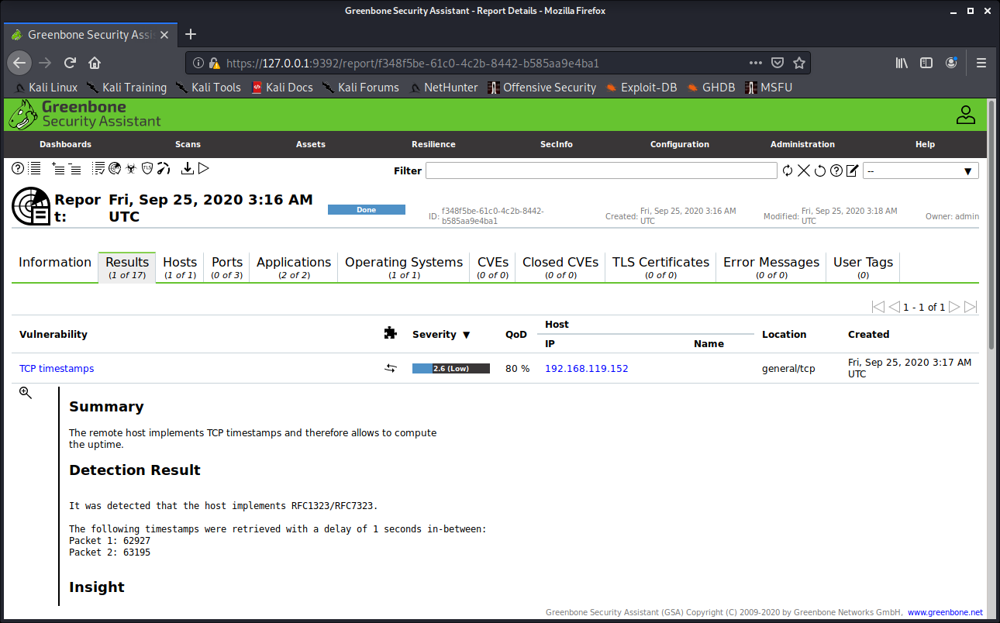 Greenbone Security Assistant - Report Details - Mozilla Firefox
Greenbone Security Assi
https://127.0.0.1:9392/report/f348f5be-61c0-4c2b-8442-b585aa9e4ba1
Kali Linux Kali Training Kali Tools Kali Docs Kali Forums NetHunter Offensive Security Exploit-DB GHDB MSFU
Greenbone
Security Assistant
Dashboards Scans Assets Resilience SecInfo Configuration Administration Help
TLS Filter --
Repor Fri, Sep 25, 2020 3:16 AM
t: UTC
Done
ID: f348f5be-61c0-4c2b-8442-
b585aa9e4ba1
Created: Fri, Sep 25, 2020 3:16 AM
UTC
Modified: Fri, Sep 25, 2020 3:18 AM
UTC
Owner: admin
Information Results Hosts Ports Applications Operating Systems CVEs Closed CVEs TLS Certificates Error Messages User Tags
(1 of 17) (1 of 1) (0 of 3) (2 of 2) (1 of 1) (0 of 0) (0 of 0) (0 of 0) (0 of 0) (0)
1 - 1 of 1
Vulnerability Severity ▼ QoD Host Location Created
IP Name
TCP timestamps 2.6 (Low) 80 % 192.168.119.152 general/tcp Fri, Sep 25, 2020 3:17 AM
UTC
Summary
The remote host implements TCP timestamps and therefore allows to compute
the uptime.
Detection Result
It was detected that the host implements RFC1323/RFC7323.
The following timestamps were retrieved with a delay of 1 seconds in-between:
Packet 1: 62927
Packet 2: 63195
Insight
Greenbone Security Assistant (GSA) Copyright (C) 2009-2020 by Greenbone Networks GmbH, www.greenbone.net